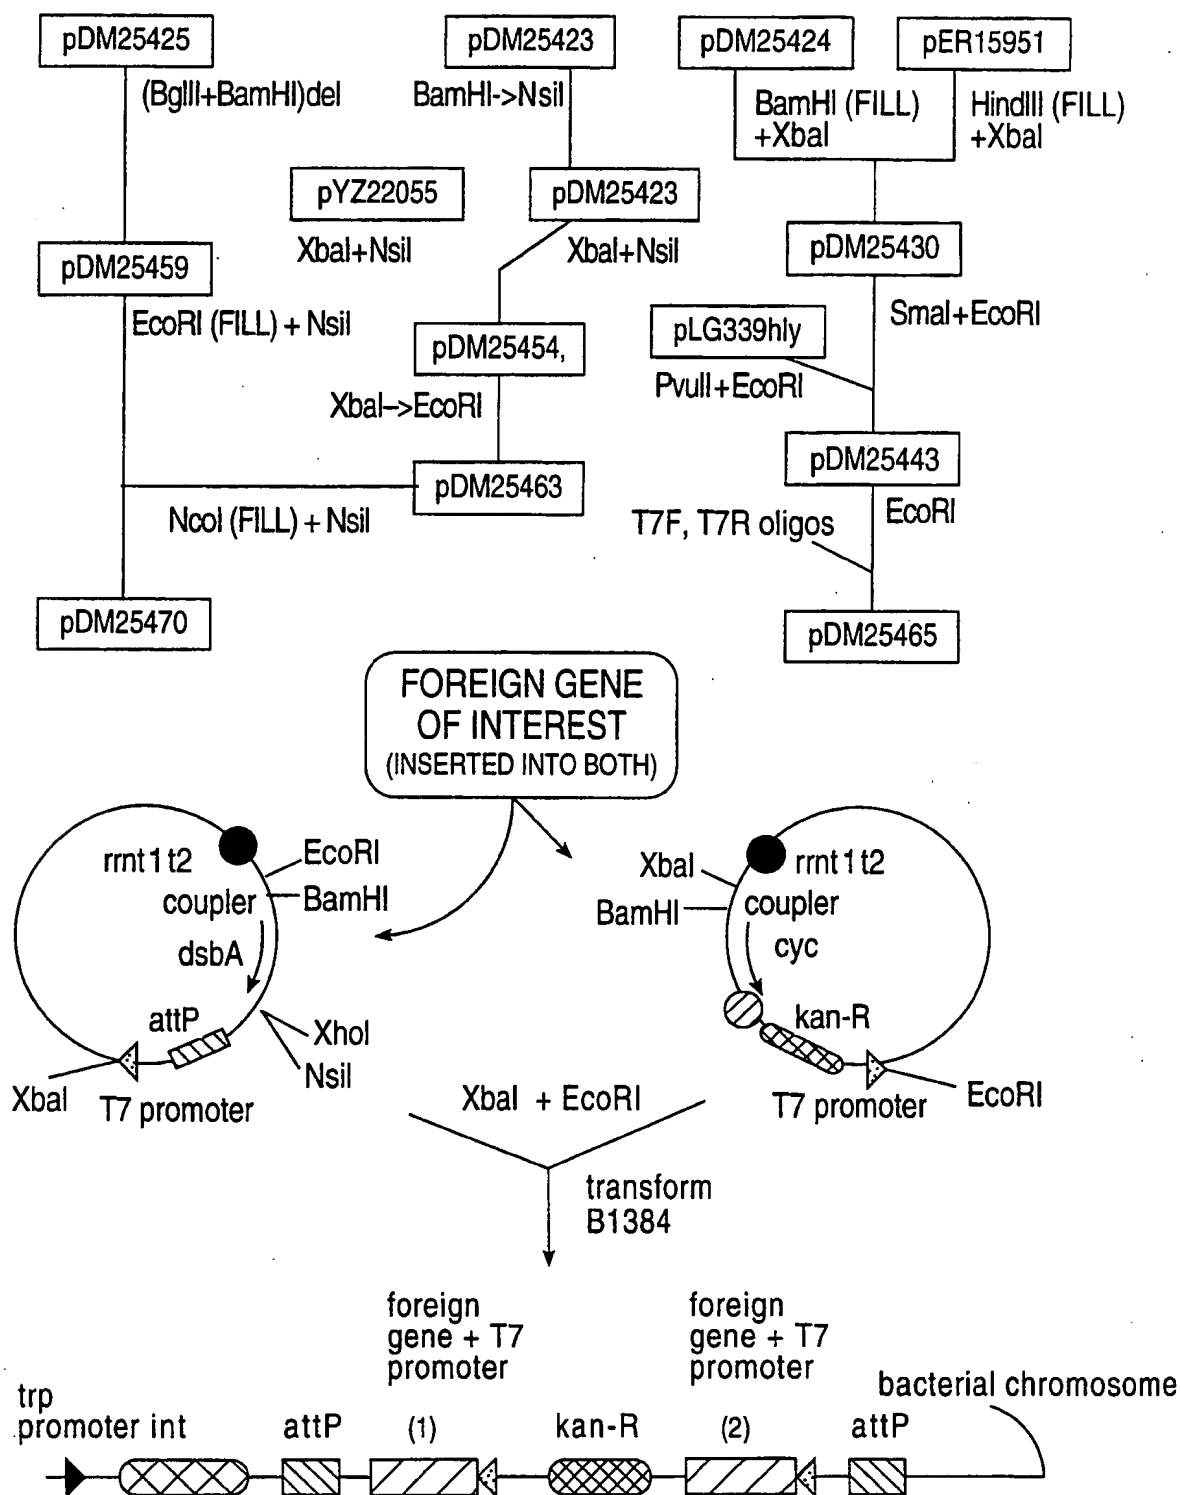 pDM25425
pDM25423
pDM25424
pER15951
(BglII+BamHI)del
BamHI->NsiI
BamHI (FILL)
+XbaI
HindIII (FILL)
+XbaI
pYZ22055
pDM25423
XbaI+NsiI
XbaI+NsiI
pDM25430
pDM25459
EcoRI (FILL) + NsiI
SmaI+EcoRI
pLG339hly
pDM25454,
PvuII+EcoRI
XbaI->EcoRI
pDM25443
pDM25463
EcoRI
NcoI (FILL) + NsiI
T7F, T7R oligos
pDM25470
pDM25465
FOREIGN GENE
OF INTEREST
(INSERTED INTO BOTH)
rrnt1t2
EcoRI
coupler
BamHI
dsbA
attP
XhoI
NsiI
XbaI
T7 promoter
XbaI
rrnt1t2
BamHI
coupler
cyc
kan-R
T7 promoter
EcoRI
XbaI + EcoRI
transform
B1384
foreign
gene + T7
promoter
foreign
gene + T7
promoter
bacterial chromosome
trp
promoter int
attP
(1)
kan-R
(2)
attP